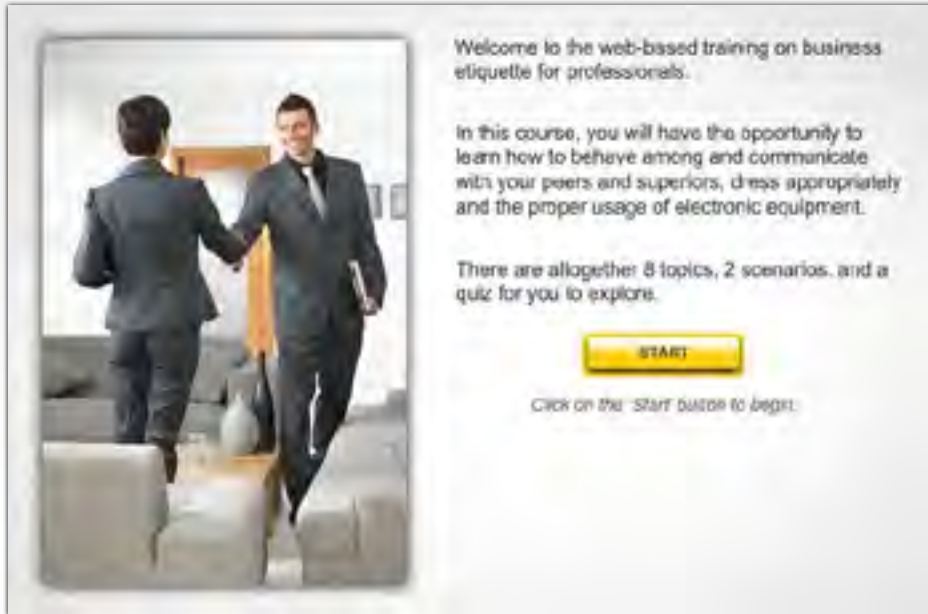 Welcome to the web-based training on business
etiquette for professionals.
In this course, you will have the opportunity to
learn how to behave among and communicate
with your peers and superiors, dress appropriately
and the proper usage of electronic equipment.
There are altogether 8 topics, 2 scenarios, and a
quiz for you to explore.
START
Click on the 'Start' button to begin.